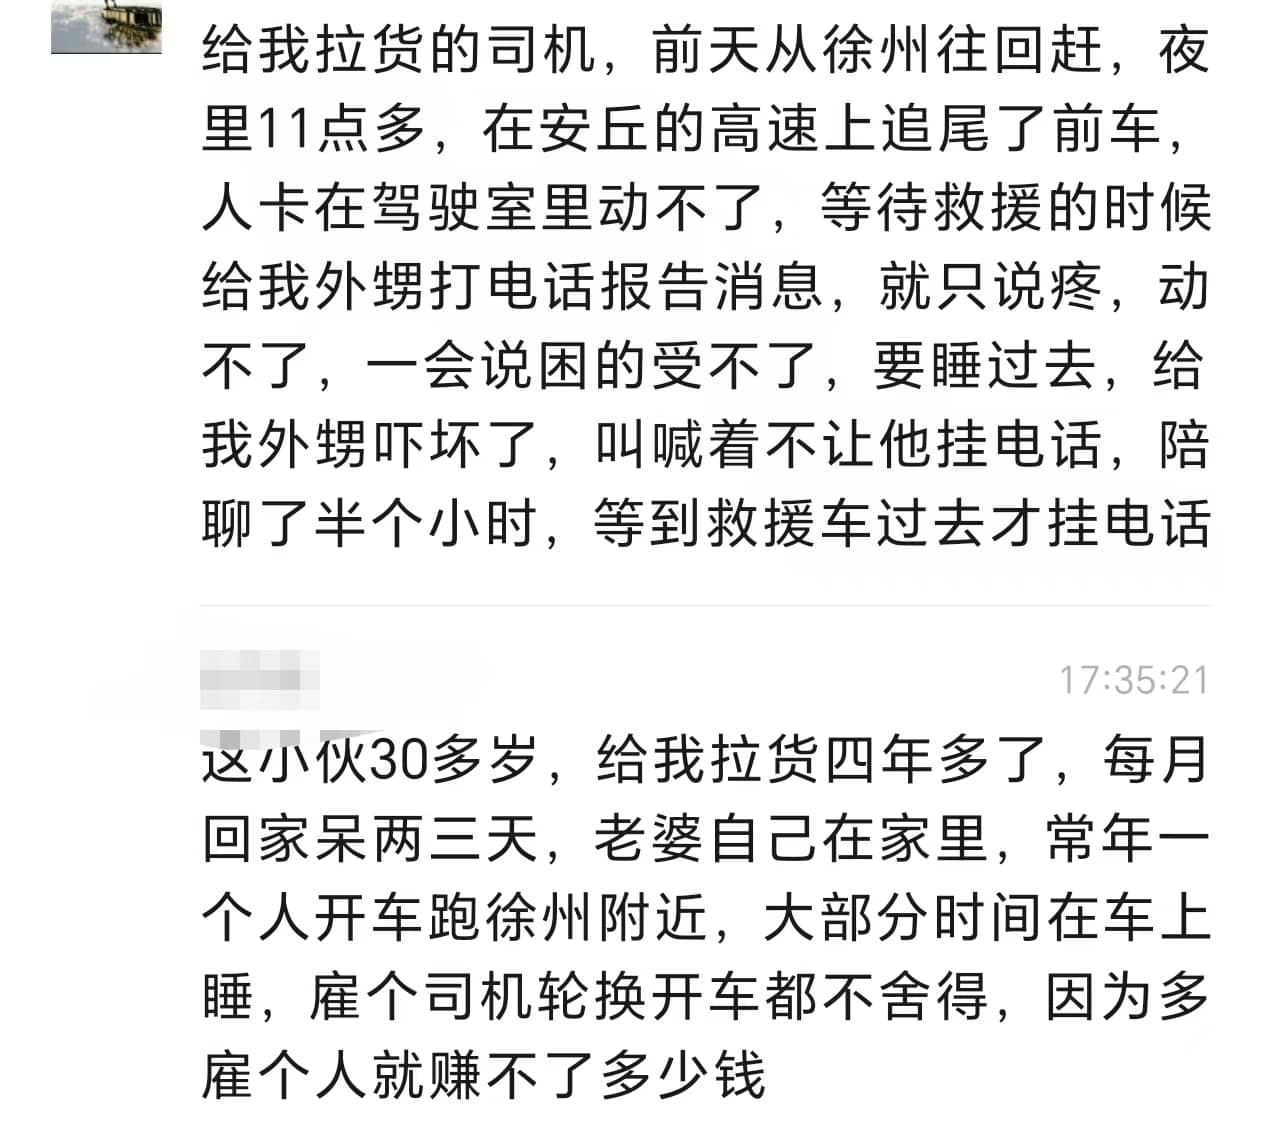 给我拉货的司机，前天从徐州往回赶，夜
里11点多，在安丘的高速上追尾了前车，
人卡在驾驶室里动不了，等待救援的时候
给我外甥打电话报告消息，就只说疼，动
不了，一会说困的受不了，要睡过去，给
我外甥吓坏了，叫喊着不让他挂电话，陪
聊了半个小时，等到救援车过去才挂电话
17:35:21
这小伙30多岁，给我拉货四年多了，每月
回家呆两三天，老婆自己在家里，常年一
个人开车跑徐州附近，大部分时间在车上
睡，雇个司机轮换开车都不舍得，因为多
雇个人就赚不了多少钱